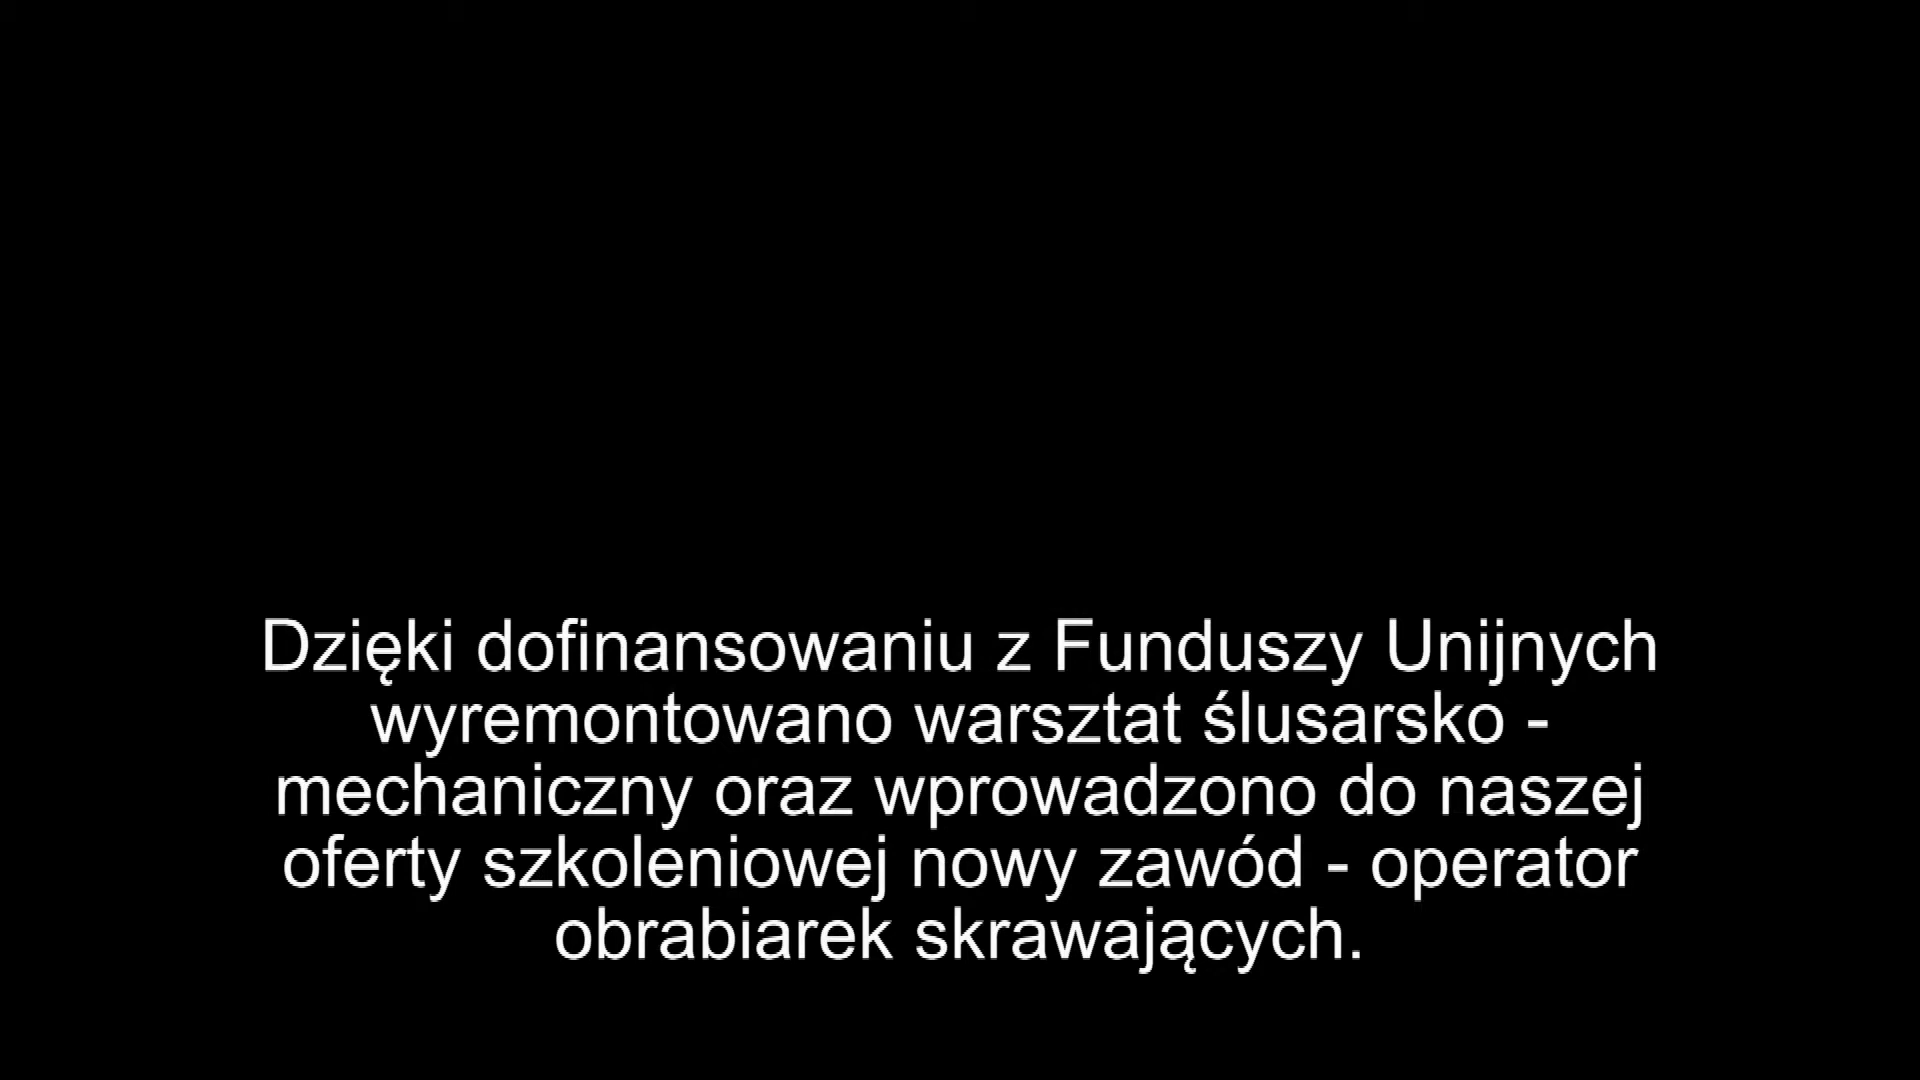 Dzięki dofinansowaniu z Funduszy Unijnych
wyremontowano warsztat ślusarsko -
mechaniczny oraz wprowadzono do naszej
oferty szkoleniowej nowy zawód - operator
obrabiarek skrawających.